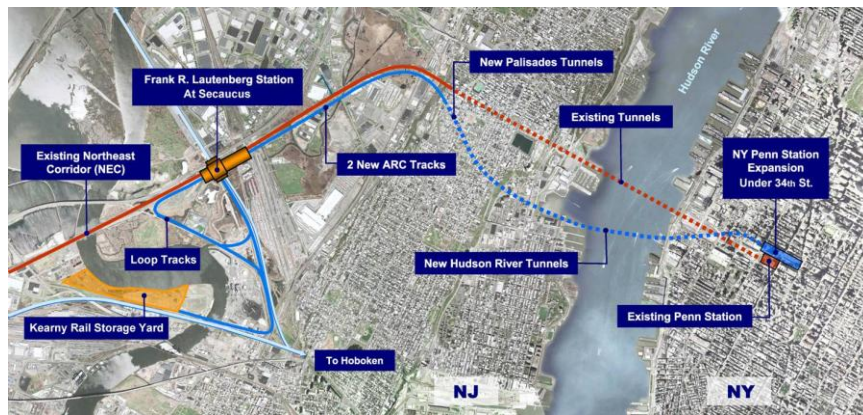 Frank R. Lautenberg Station
At Secaucus
New Palisades Tunnels
Hudson River
Existing Tunnels
Existing Northeast
Corridor (NEC)
2 New ARC Tracks
NY Penn Station
Expansion
Under 34th St.
Loop Tracks
New Hudson River Tunnels
Kearny Rail Storage Yard
Existing Penn Station
To Hoboken
NJ
NY